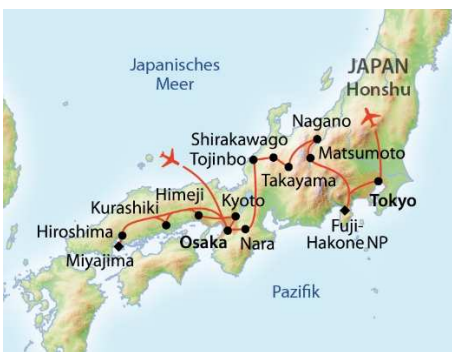 Japanisches
Meer
JAPAN
Honshu
Nagano
Shirakawago
Tojinbo
Matsumoto
Takayama
Himeji
Kyoto
Kurashiki
Tokyo
Hiroshima
Osaka
Nara
Fuji-
Hakone NP
Miyajima
Pazifik